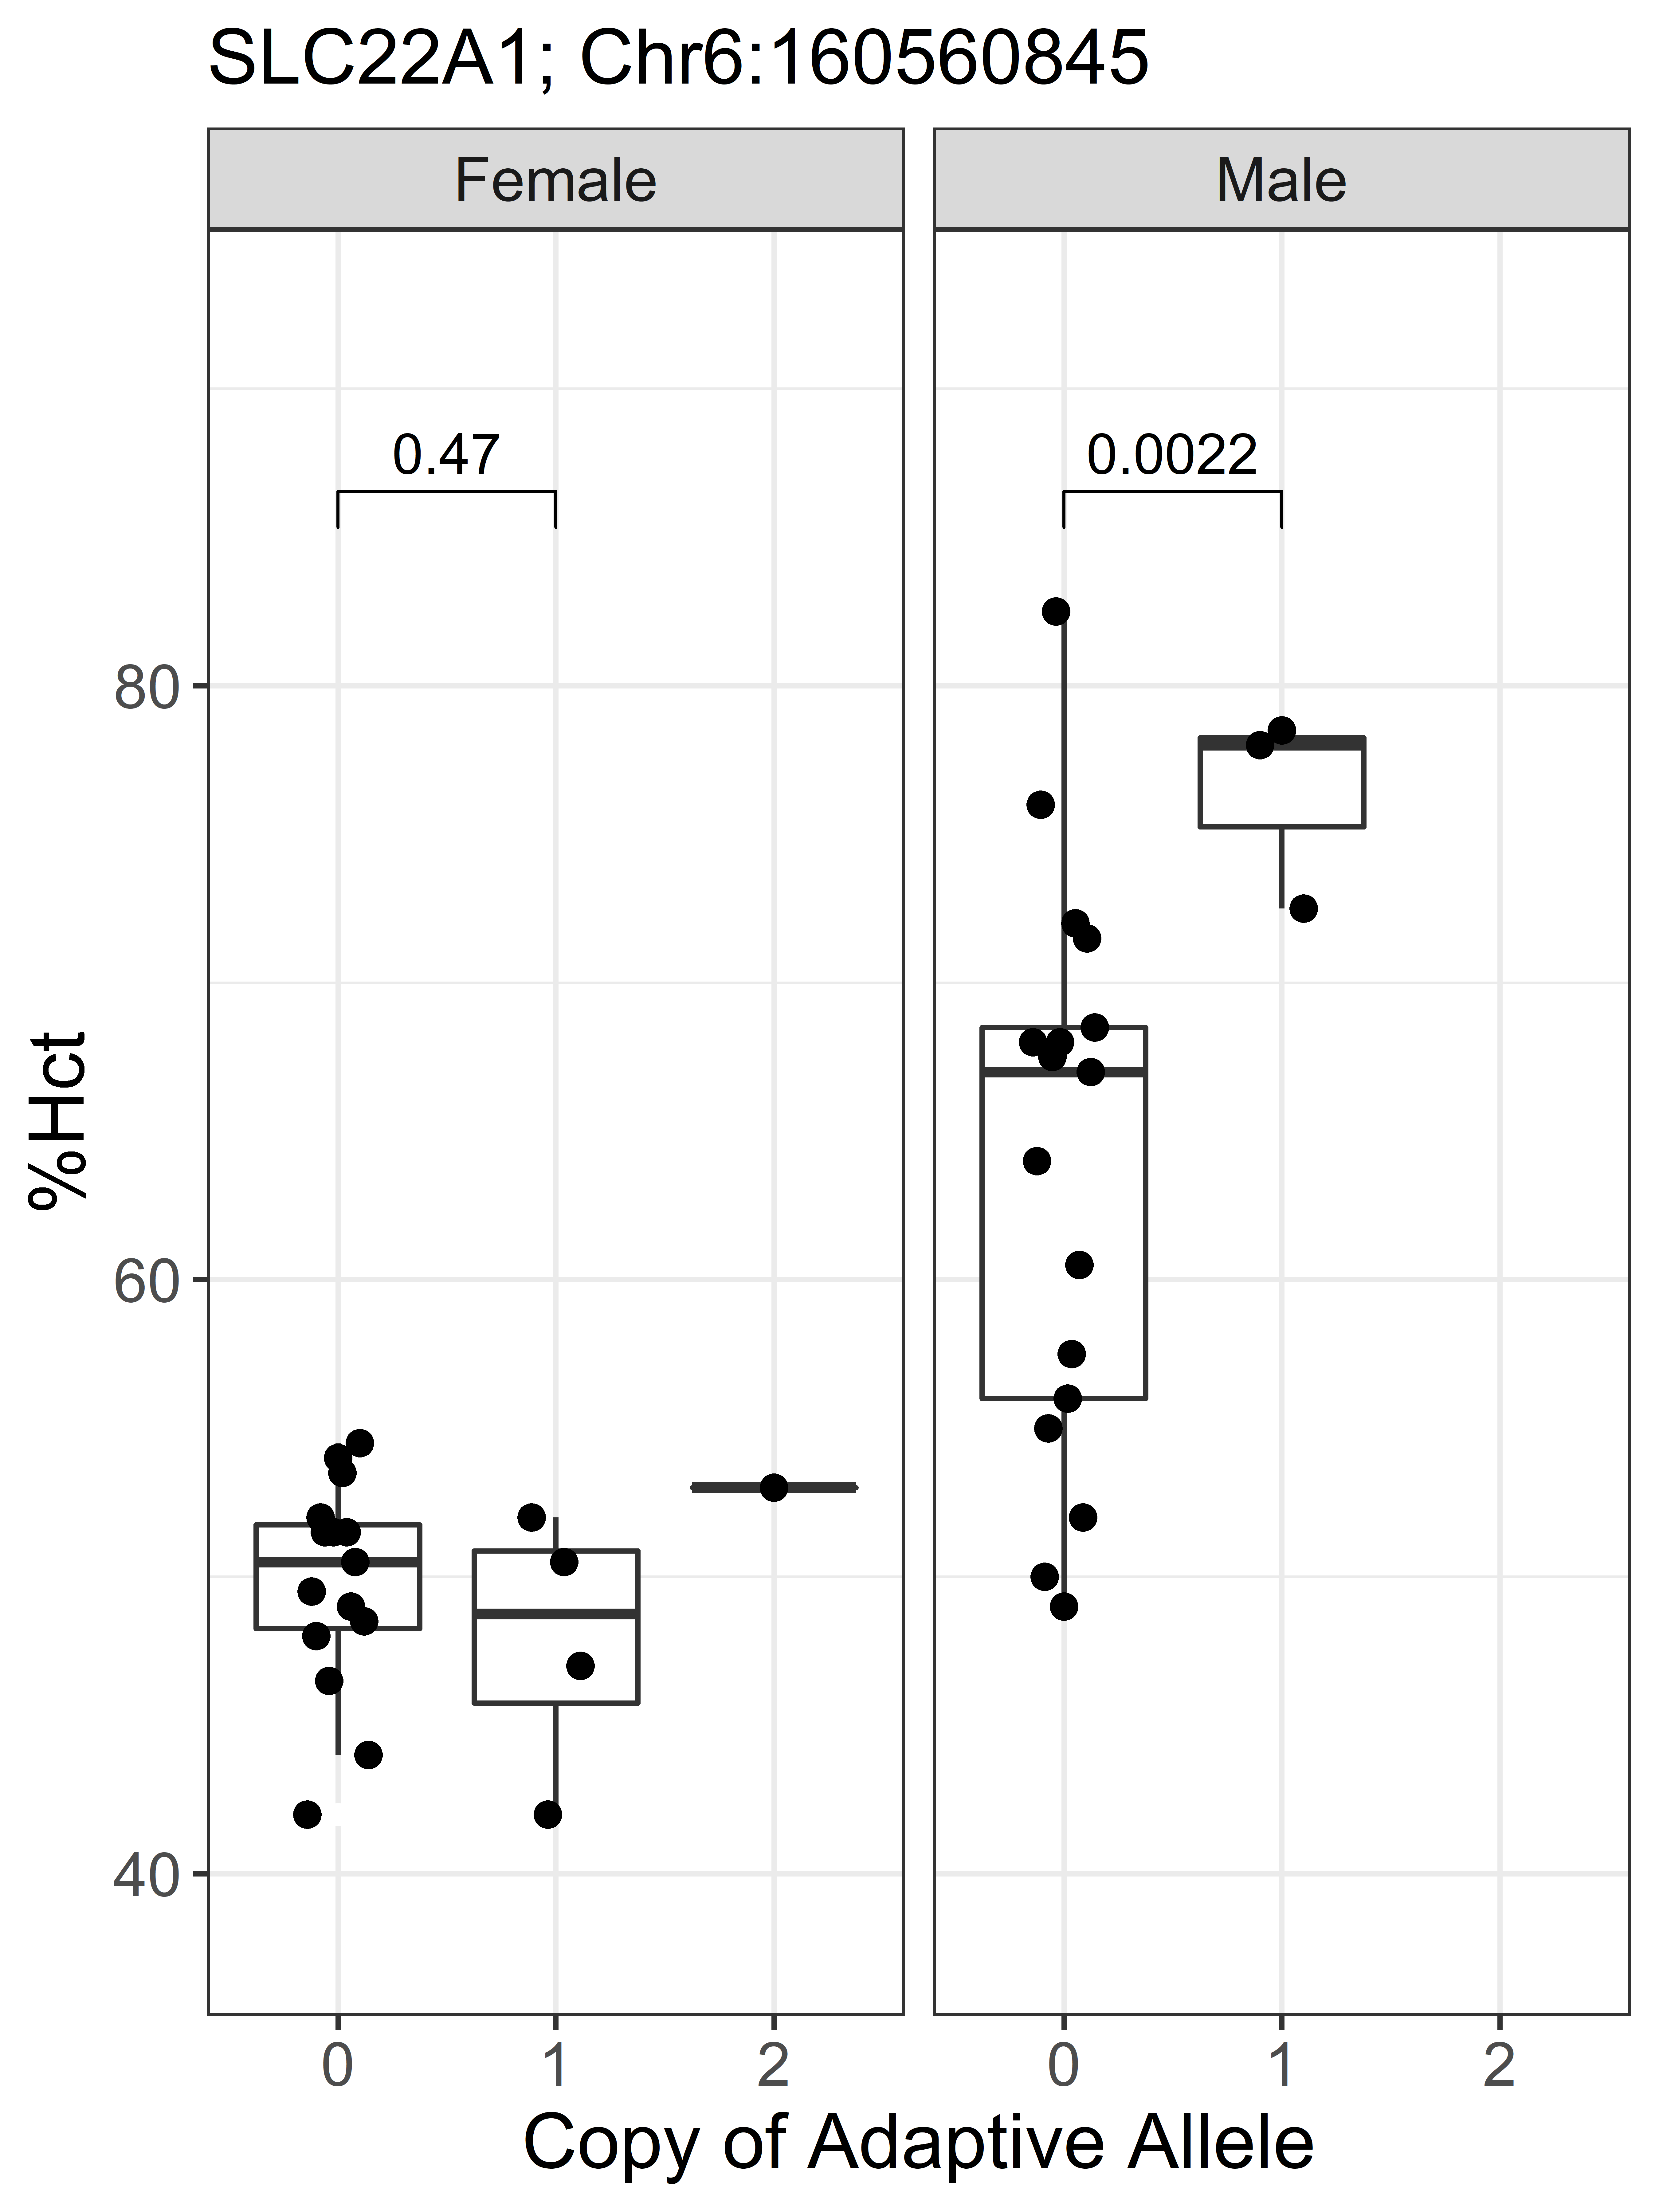 SLC22A1; Chr6:160560845
Female
Male
0.47
0.0022
%Hct
80
60
40
0 1 2
0 1 2
Copy of Adaptive Allele